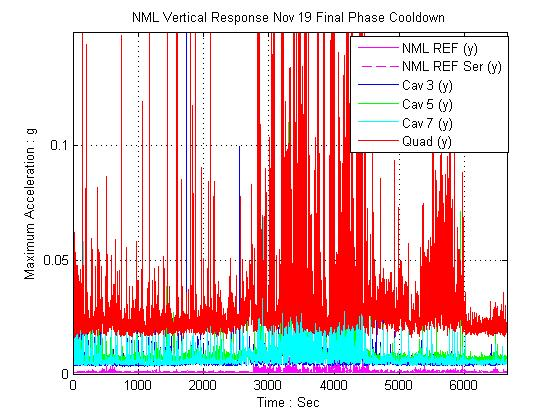 NML Vertical Response Nov 19 Final Phase Cooldown
NML REF (y)
NML REF Ser (y)
Cav 3 (y)
Cav 5 (y)
Cav 7 (y)
Quad (y)
Maximum Acceleration : g
0.1
0.05
0
0 1000 2000 3000 4000 5000 6000
Time : Sec